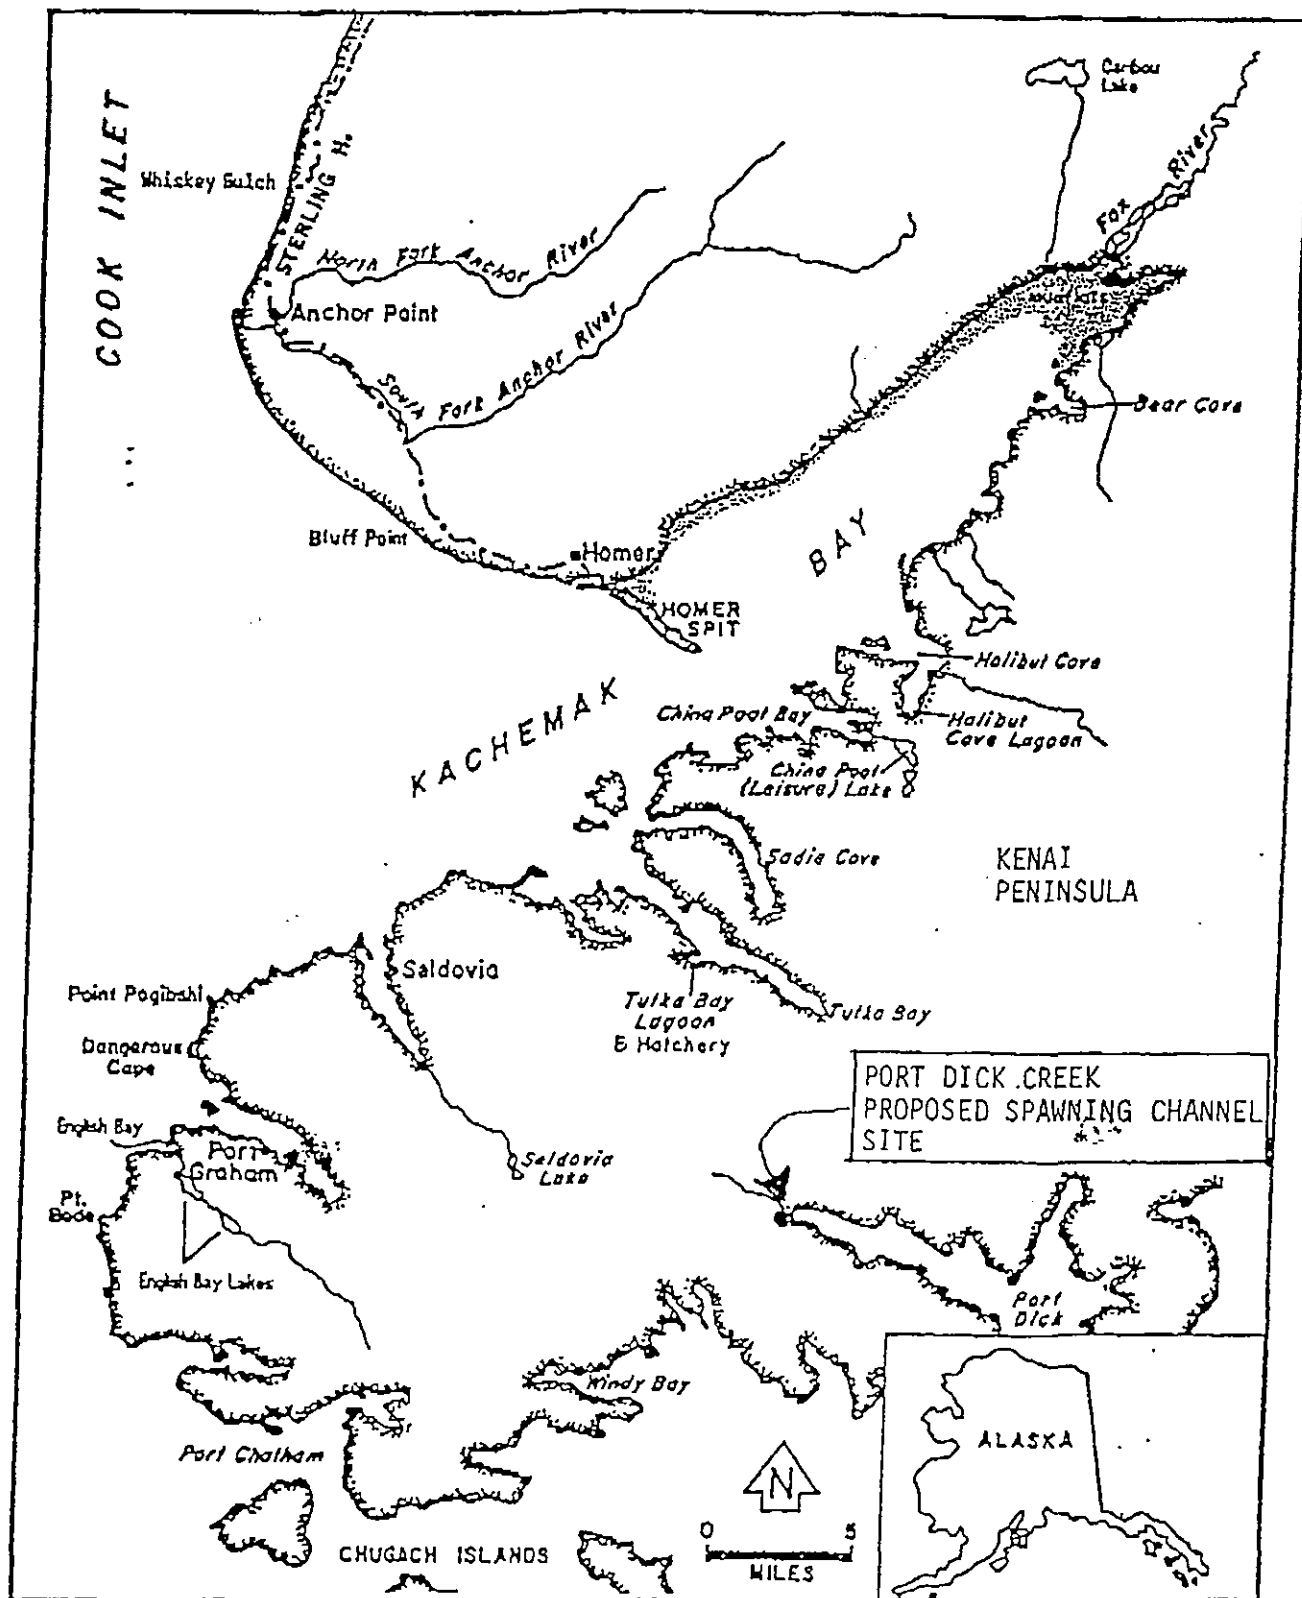 COOK INLET
Caribou
Lake
Whiskey Gulch
STERLING H.
Fox River
North Fork Anchor River
Anchor Point
South Fork Anchor River
Bear Cove
Bluff Point
Homer
HOMER
SPIT
KACHEMAK BAY
Halibut Cove
China Poot Bay
Halibut
Cove Lagoon
China Poot
(Leisure) Lake
Sadie Cove
KENAI
PENINSULA
Seldovia
Point Pogibshi
Tutka Bay
Lagoon
& Hatchery
Tutka Bay
Dangerous
Cape
PORT DICK CREEK
PROPOSED SPAWNING CHANNEL
SITE
English Bay
Port
Graham
Seldovia
Lake
Pt.
Bede
English Bay Lakes
Port
Dick
Windy Bay
Port Chatham
ALASKA
N
0 5
MILES
CHUGACH ISLANDS